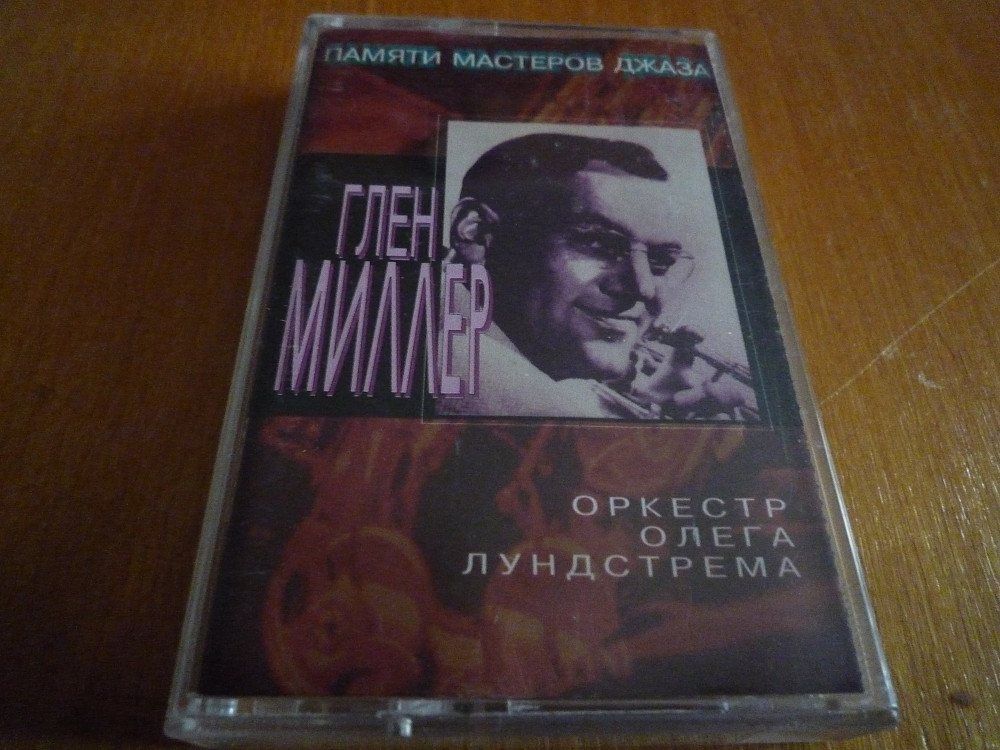 ПАМЯТИ МАСТЕРОВ ДЖАЗА
ГЛЕН
МИЛЛЕР
ОРКЕСТР
ОЛЕГА
ЛУНДСТРЕМА